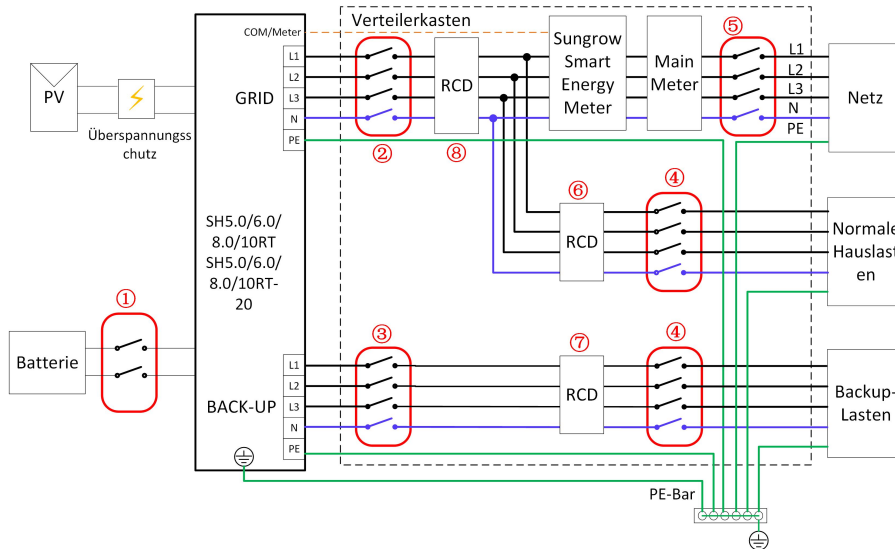 Verteilerkasten
⑤
COM/Meter
Sungrow
Smart
Energy
Meter
Main
Meter
L1
L2
L3
N
PE
GRID
L1
L2
L3
N
PE
RCD
Netz
PV
Überspannungss
chutz
②
⑧
⑥
④
RCD
Normale
Hauslast
en
SH5.0/6.0/
8.0/10RT
SH5.0/6.0/
8.0/10RT-
20
①
Batterie
③
⑦
④
BACK-UP
L1
L2
L3
N
PE
RCD
Backup-
Lasten
PE-Bar